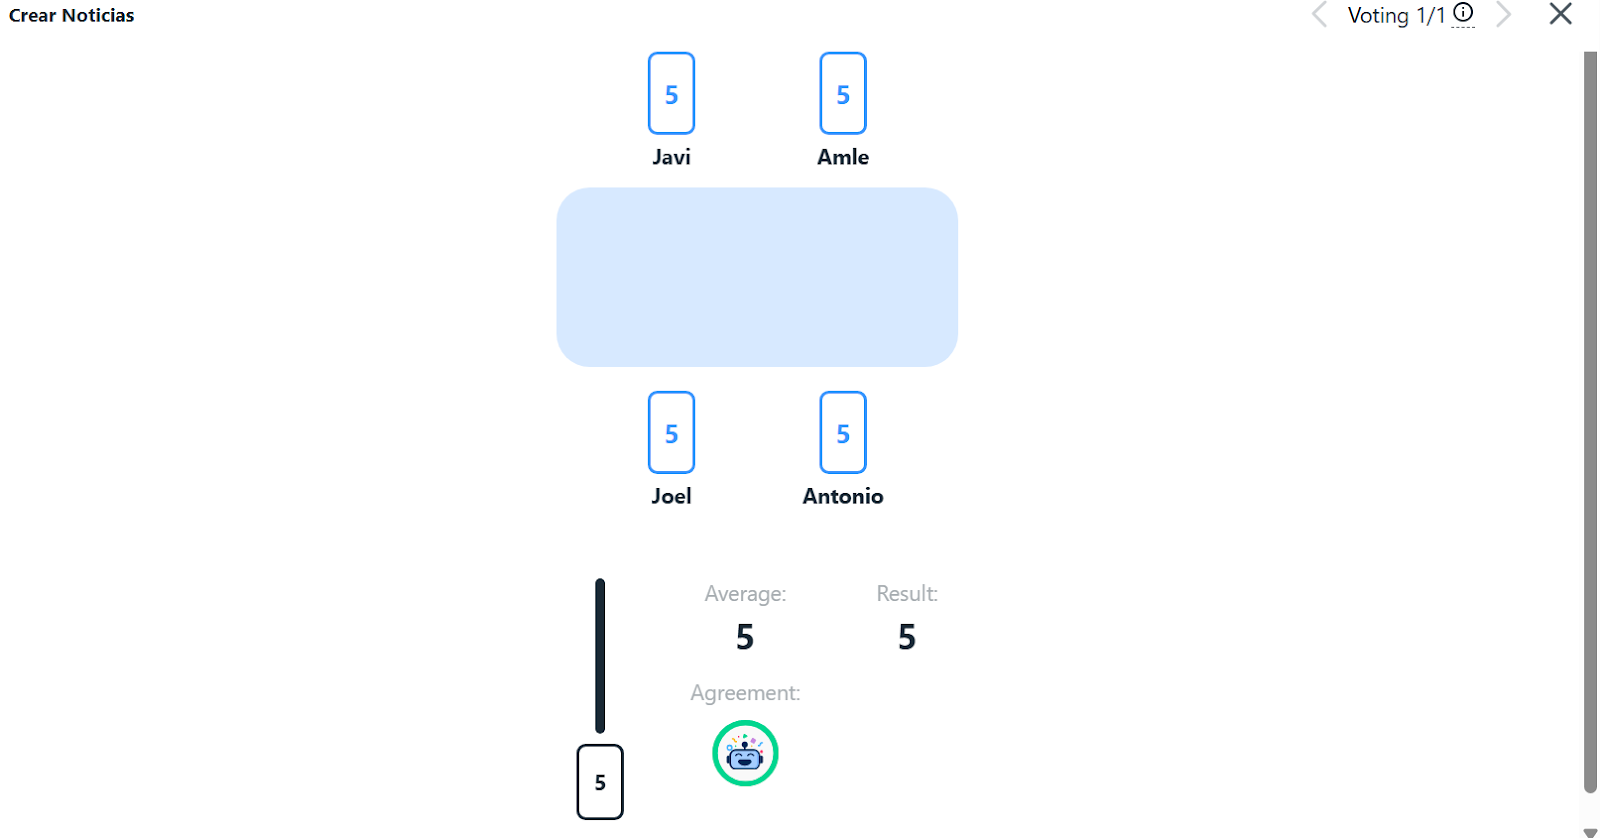 Crear Noticias
Voting 1/1
5 5
Javi Amle
5 5
Joel Antonio
Average: Result:
5 5
Agreement:
5